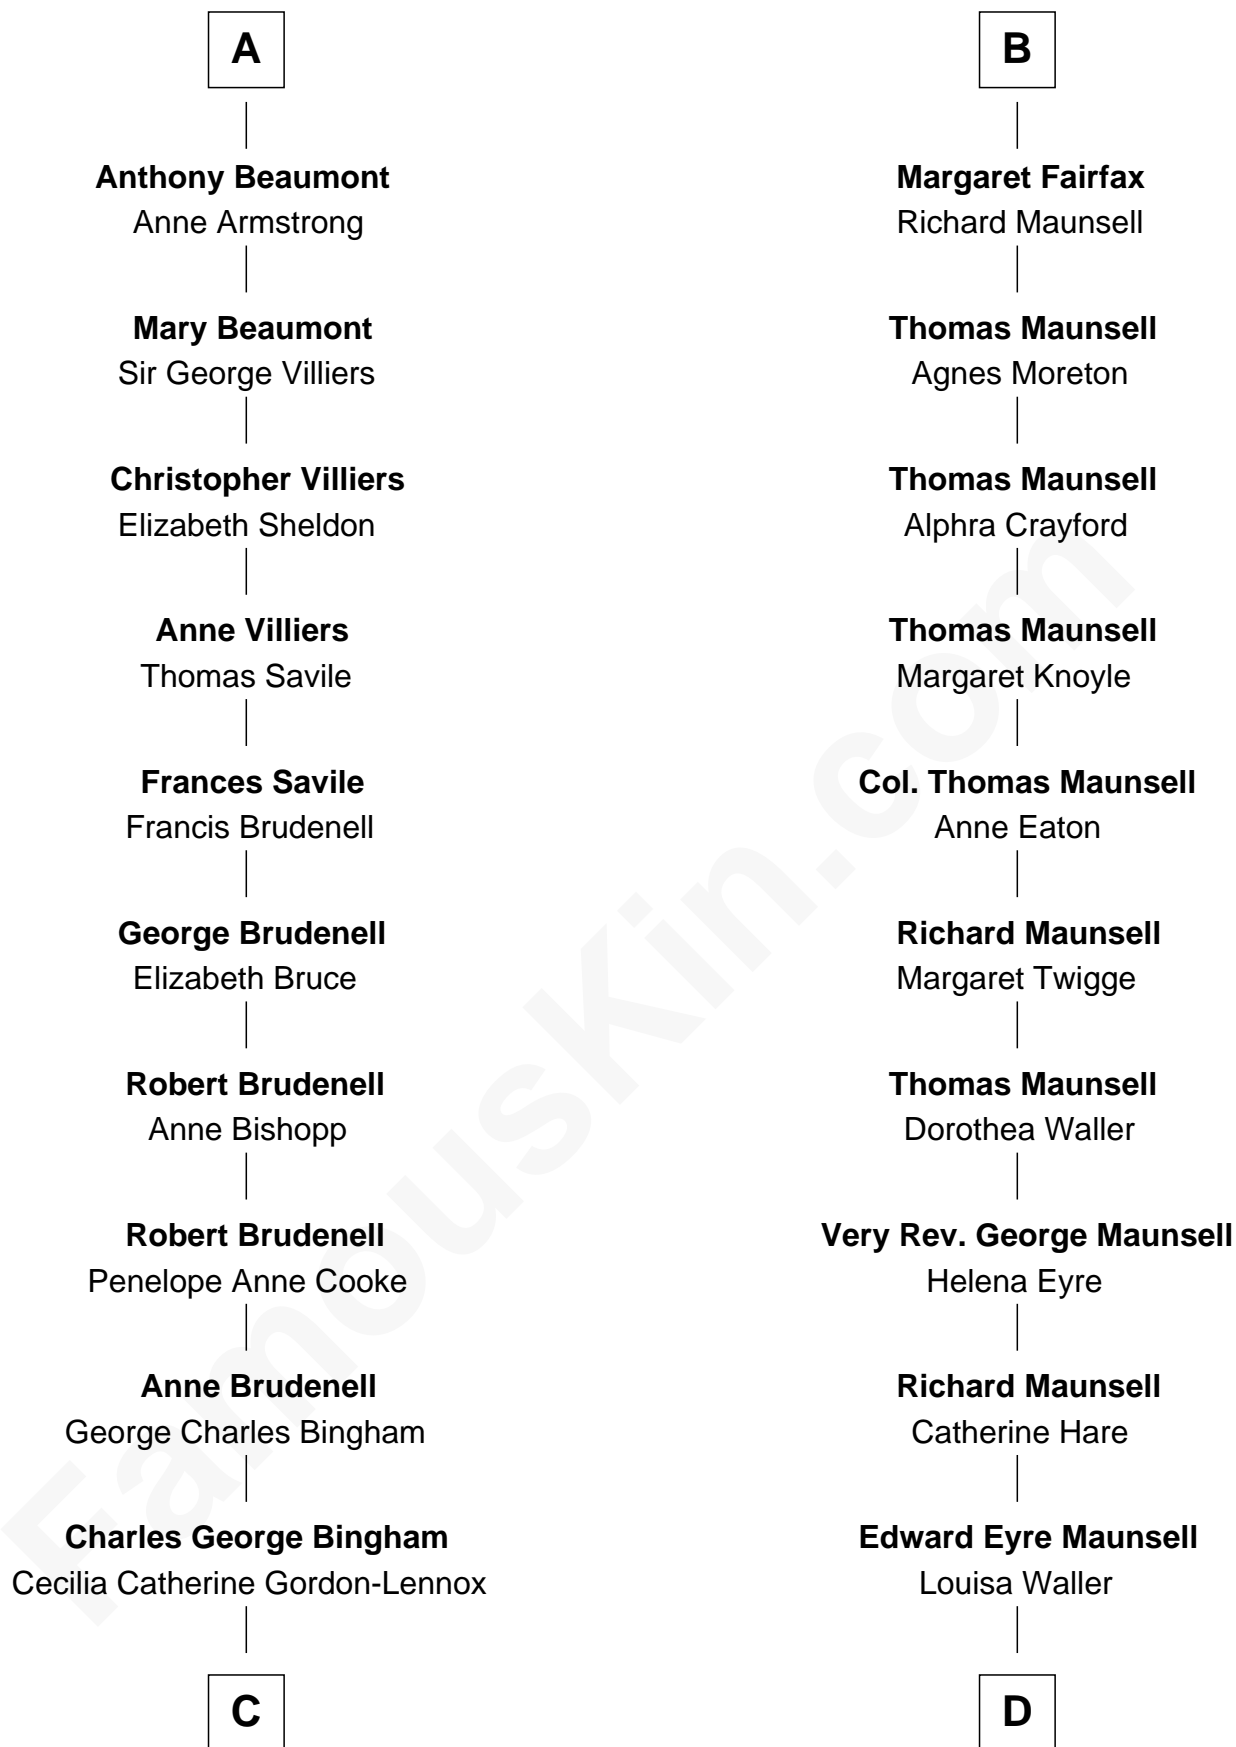 A
Anthony Beaumont
Anne Armstrong
Mary Beaumont
Sir George Villiers
Christopher Villiers
Elizabeth Sheldon
Anne Villiers
Thomas Savile
Frances Savile
Francis Brudenell
George Brudenell
Elizabeth Bruce
Robert Brudenell
Anne Bishopp
Robert Brudenell
Penelope Anne Cooke
Anne Brudenell
George Charles Bingham
Charles George Bingham
Cecilia Catherine Gordon-Lennox
C
B
Margaret Fairfax
Richard Maunsell
Thomas Maunsell
Agnes Moreton
Thomas Maunsell
Alphra Crayford
Thomas Maunsell
Margaret Knoyle
Col. Thomas Maunsell
Anne Eaton
Richard Maunsell
Margaret Twigge
Thomas Maunsell
Dorothea Waller
Very Rev. George Maunsell
Helena Eyre
Richard Maunsell
Catherine Hare
Edward Eyre Maunsell
Louisa Waller
D
FamousKin.com